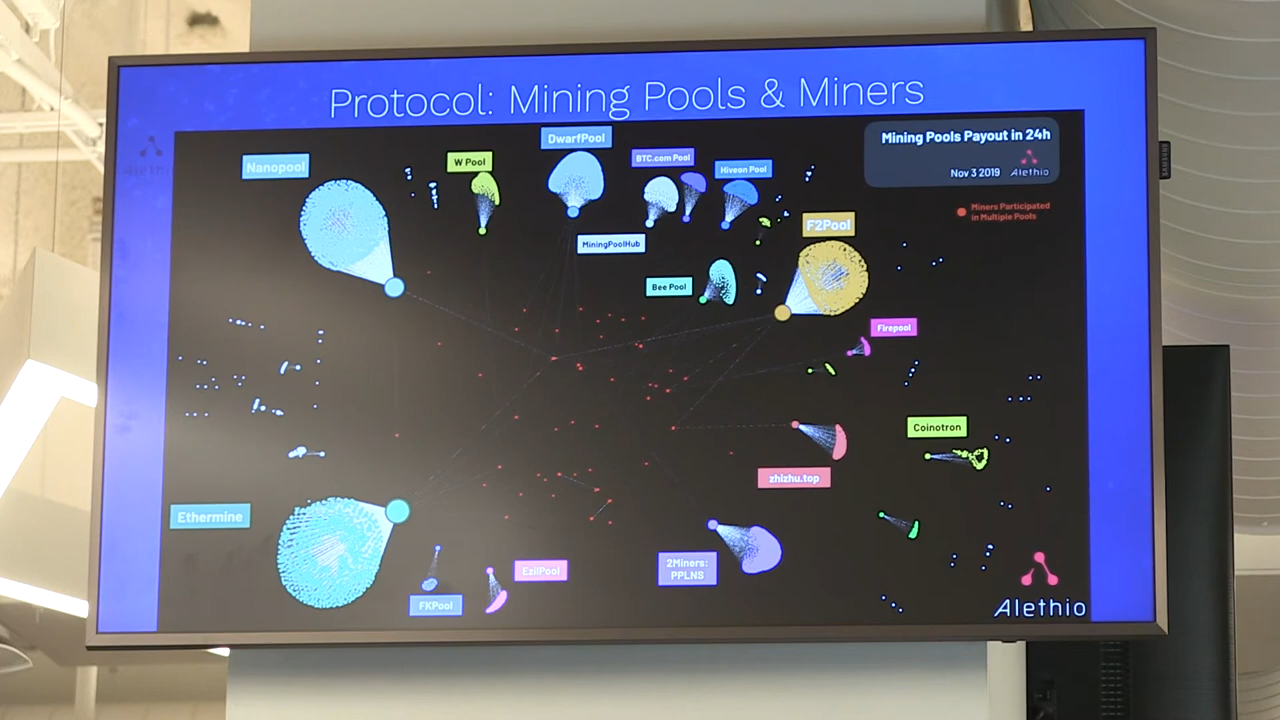 Protocol: Mining Pools & Miners
Mining Pools Payout in 24h
Nov 3 2019 Alethio
Miners Participated
in Multiple Pools
Alethio
Nanopool
W Pool
DwarfPool
BTC.com Pool
Hiveon Pool
MiningPoolHub
F2Pool
Bee Pool
Firepool
Coinotron
zhizhu.top
Ethermine
FKPool
EzilPool
2Miners:
PPLNS
Alethio
SAMSUNG